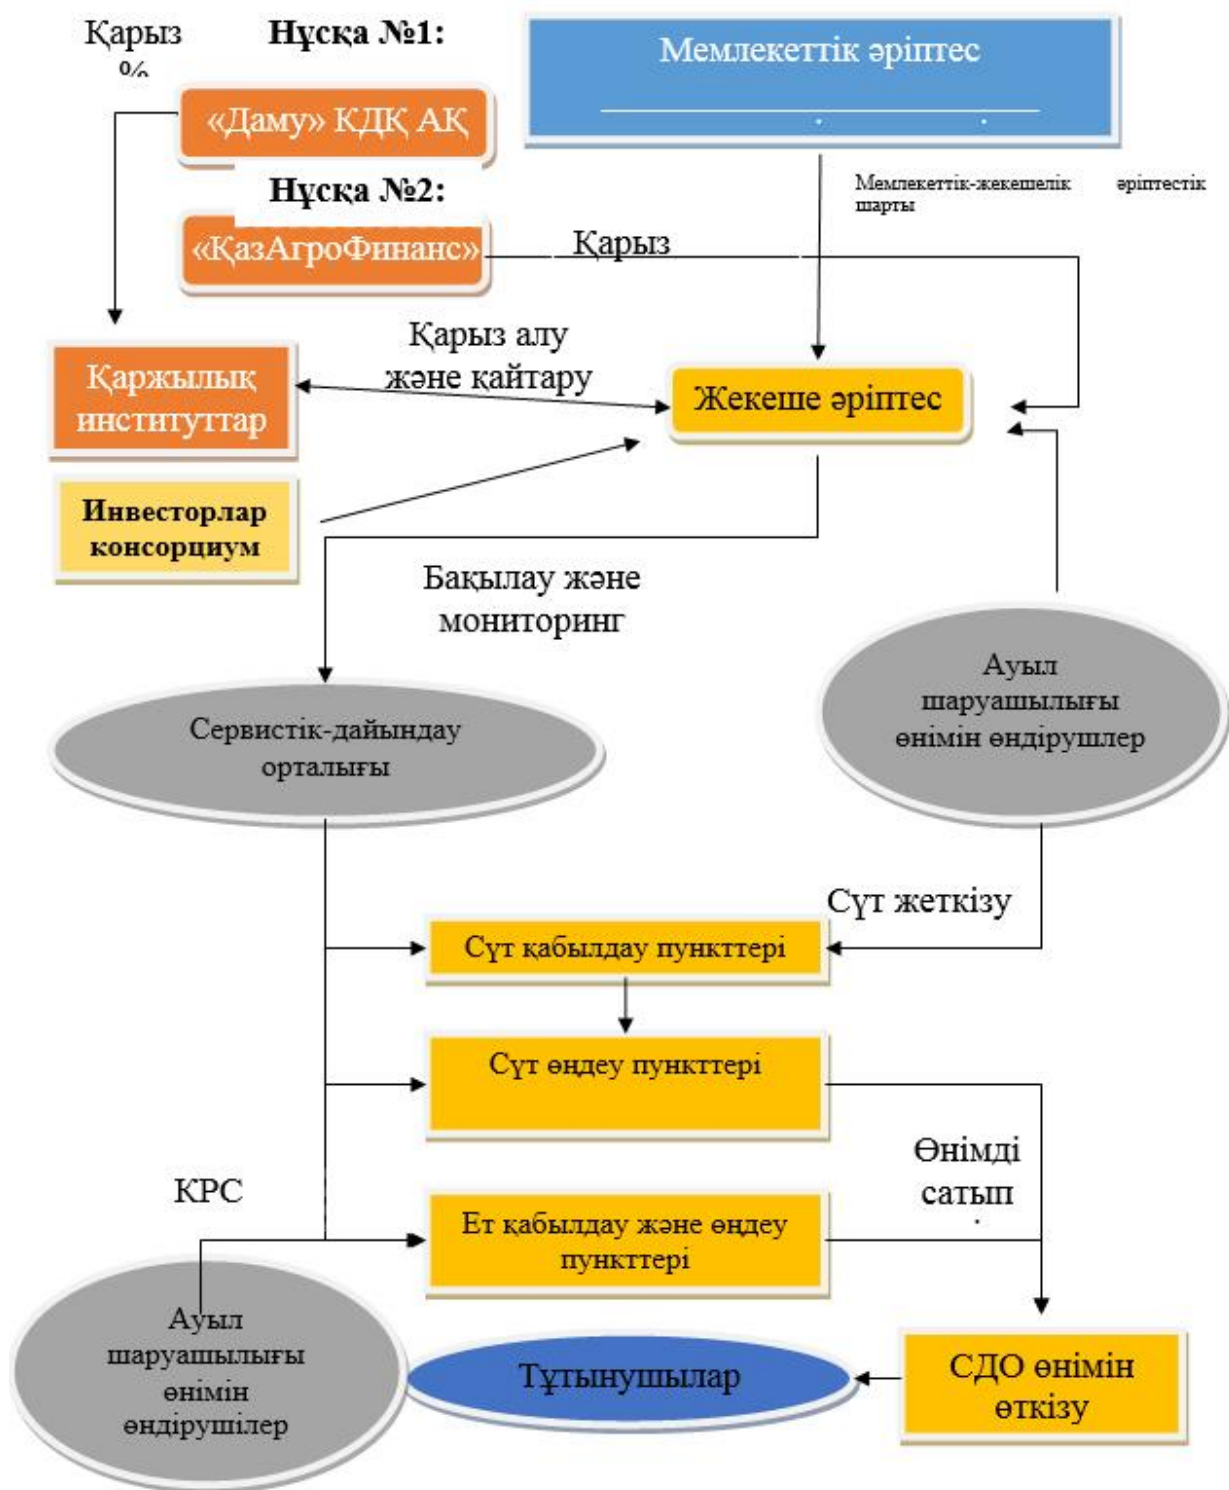 Қарыз
%
Нұсқа №1:
Мемлекеттік әріптес
«Даму» КДҚ АҚ
Нұсқа №2:
Мемлекеттік-жекешелік әріптестік
шарты
«ҚазАгроФинанс»
Қарыз
Қарыз алу
және қайтару
Қаржылық
институттар
Жекеше әріптес
Инвесторлар
консорциум
Бақылау және
мониторинг
Ауыл
шаруашылығы
өнімін өндірушлер
Сервистік-дайындау
орталығы
Сүт жеткізу
Сүт қабылдау пункттері
Сүт өңдеу пункттері
Өнімді
сатып
КРС
Ет қабылдау және өңдеу
пункттері
Ауыл
шаруашылығы
өнімін
өндірушілер
Тұтынушылар
СДО өнімін
өткізу